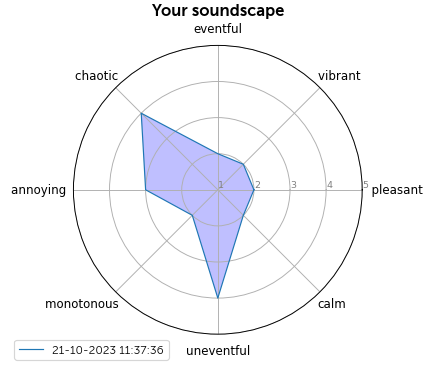 Your soundscape
eventful
chaotic
vibrant
annoying
1 2 3 4 5
pleasant
monotonous
calm
uneventful
21-10-2023 11:37:36